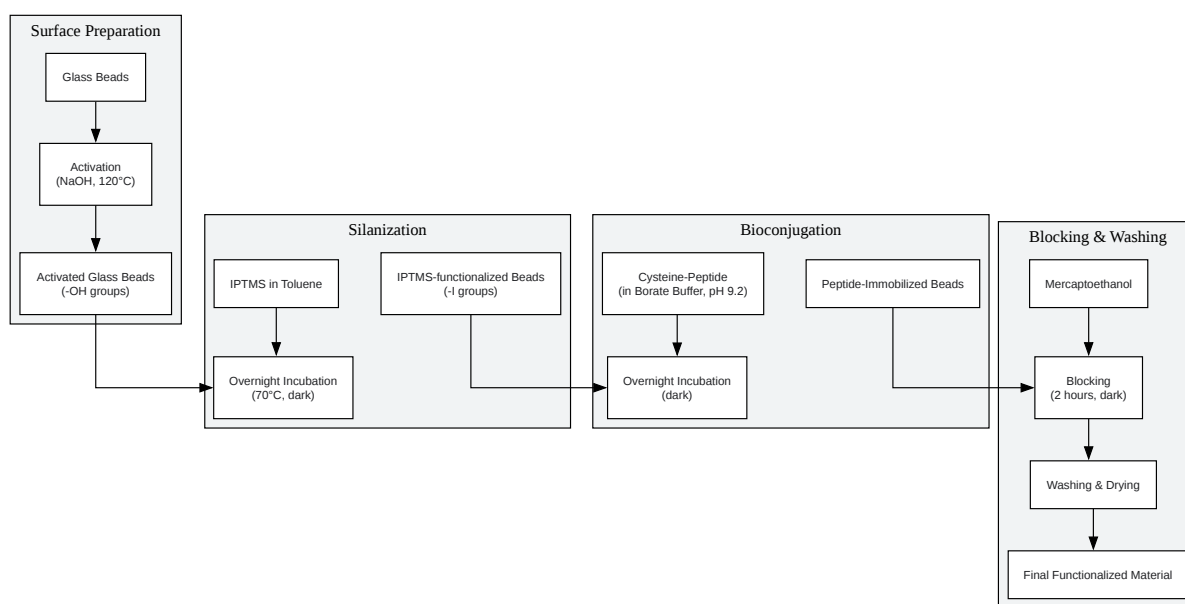 Surface Preparation
Glass Beads
Activation
(NaOH, 120°C)
Activated Glass Beads
(-OH groups)
Silanization
IPTMS in Toluene
IPTMS-functionalized Beads
(-I groups)
Overnight Incubation
(70°C, dark)
Bioconjugation
Cysteine-Peptide
(in Borate Buffer, pH 9.2)
Peptide-Immobilized Beads
Overnight Incubation
(dark)
Blocking & Washing
Mercaptoethanol
Blocking
(2 hours, dark)
Washing & Drying
Final Functionalized Material